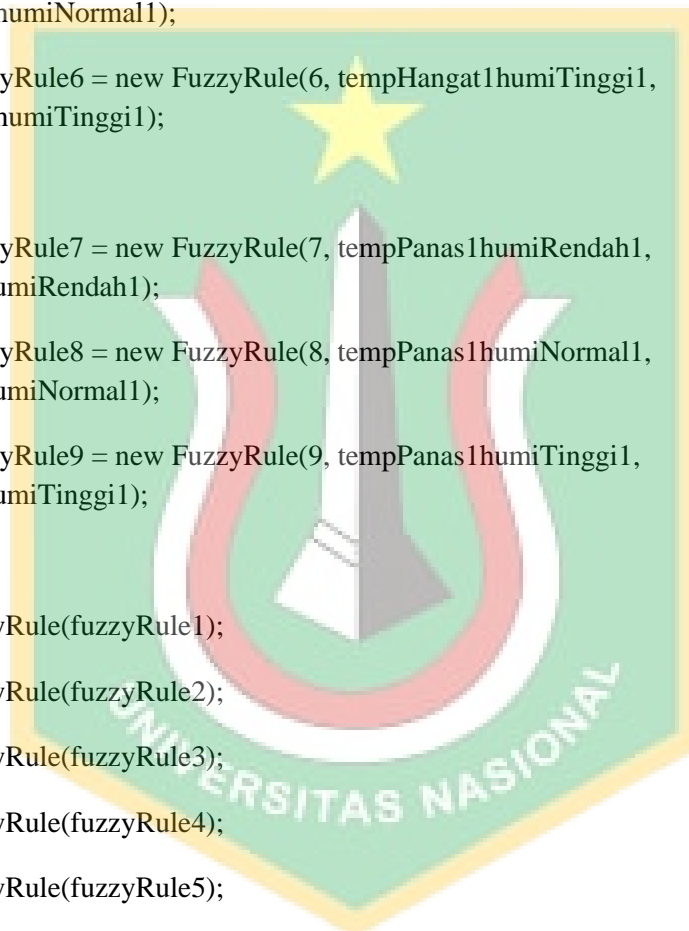 humiNormal1);
yRule6 = new FuzzyRule(6, tempHangat1humiTinggi1,
humiTinggi1);
yRule7 = new FuzzyRule(7, tempPanas1humiRendah1,
umiRendah1);
yRule8 = new FuzzyRule(8, tempPanas1humiNormal1,
umiNormal1);
yRule9 = new FuzzyRule(9, tempPanas1humiTinggi1,
umiTinggi1);
yRule(fuzzyRule1);
yRule(fuzzyRule2);
yRule(fuzzyRule3);
yRule(fuzzyRule4);
yRule(fuzzyRule5);
UNIVERSITAS NASIONAL